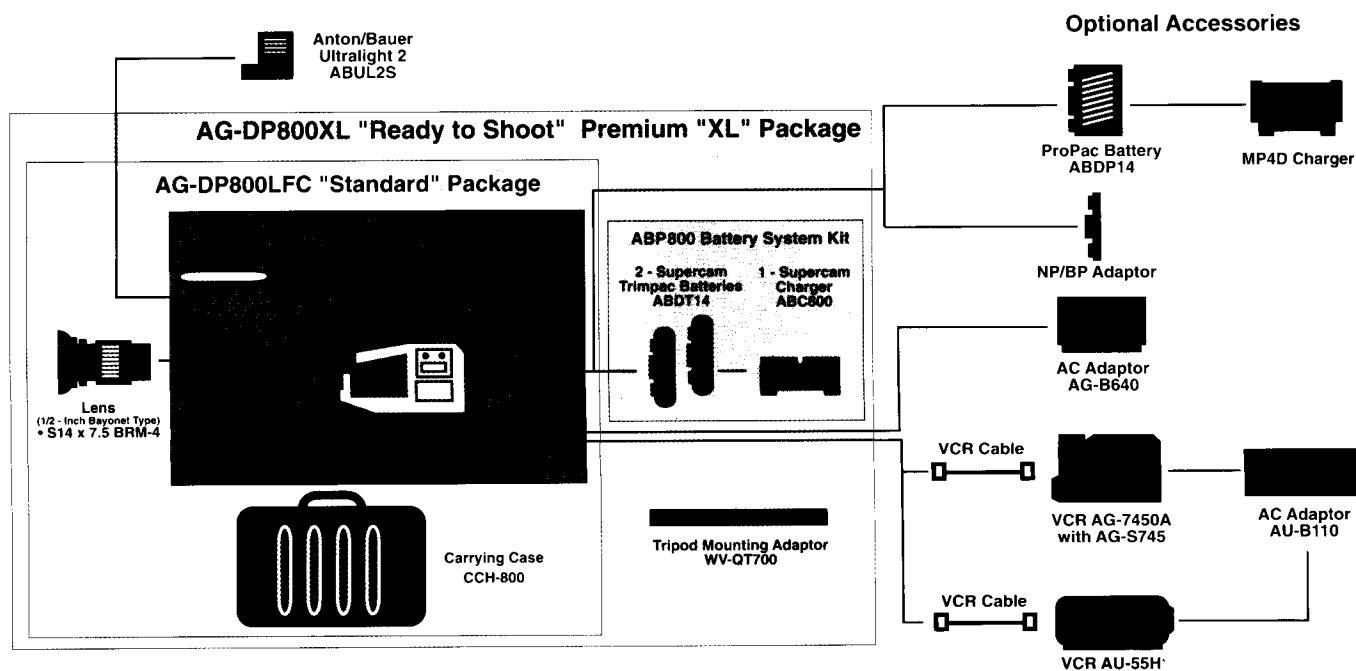 Optional Accessories
Anton/Bauer
Ultralight 2
ABUL2S
AG-DP800XL "Ready to Shoot" Premium "XL" Package
ProPac Battery
ABDP14
MP4D Charger
AG-DP800LFC "Standard" Package
ABP800 Battery System Kit
2 - Supercam
Trimpac Batteries
ABDT14
1 - Supercam
Charger
ABC800
NP/BP Adaptor
AC Adaptor
AG-B640
Lens
(1/2 - Inch Bayonet Type)
• S14 x 7.5 BRM-4
VCR Cable
VCR AG-7450A
with AG-S745
AC Adaptor
AU-B110
Carrying Case
CCH-800
Tripod Mounting Adaptor
WV-QT700
VCR Cable
VCR AU-55H